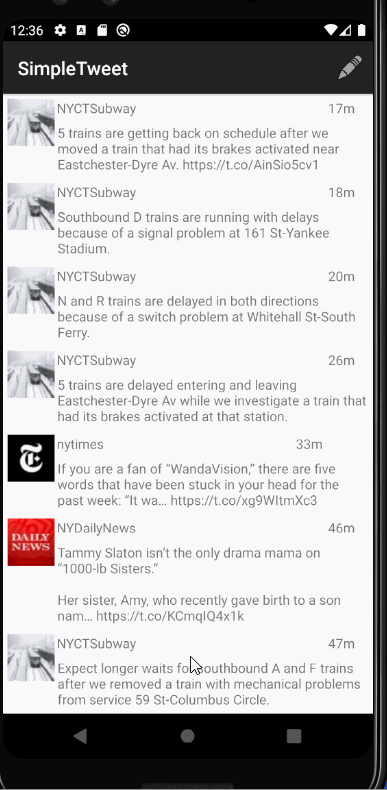 12:36
SimpleTweet
NYCTSubway 17m
5 trains are getting back on schedule after we
moved a train that had its brakes activated near
Eastchester-Dyre Av. https://t.co/AinSio5cv1
NYCTSubway 18m
Southbound D trains are running with delays
because of a signal problem at 161 St-Yankee
Stadium.
NYCTSubway 20m
N and R trains are delayed in both directions
because of a switch problem at Whitehall St-South
Ferry.
NYCTSubway 26m
5 trains are delayed entering and leaving
Eastchester-Dyre Av while we investigate a train that
had its brakes activated at that station.
nytimes 33m
If you are a fan of “WandaVision,” there are five
words that have been stuck in your head for the
past week: “It wa… https://t.co/xg9WItmXc3
DAILY
NEWS
NYDailyNews 46m
Tammy Slaton isn’t the only drama mama on
“1000-lb Sisters.”
Her sister, Amy, who recently gave birth to a son
nam… https://t.co/KCmqIQ4x1k
NYCTSubway 47m
Expect longer waits for southbound A and F trains
after we removed a train with mechanical problems
from service 59 St-Columbus Circle.